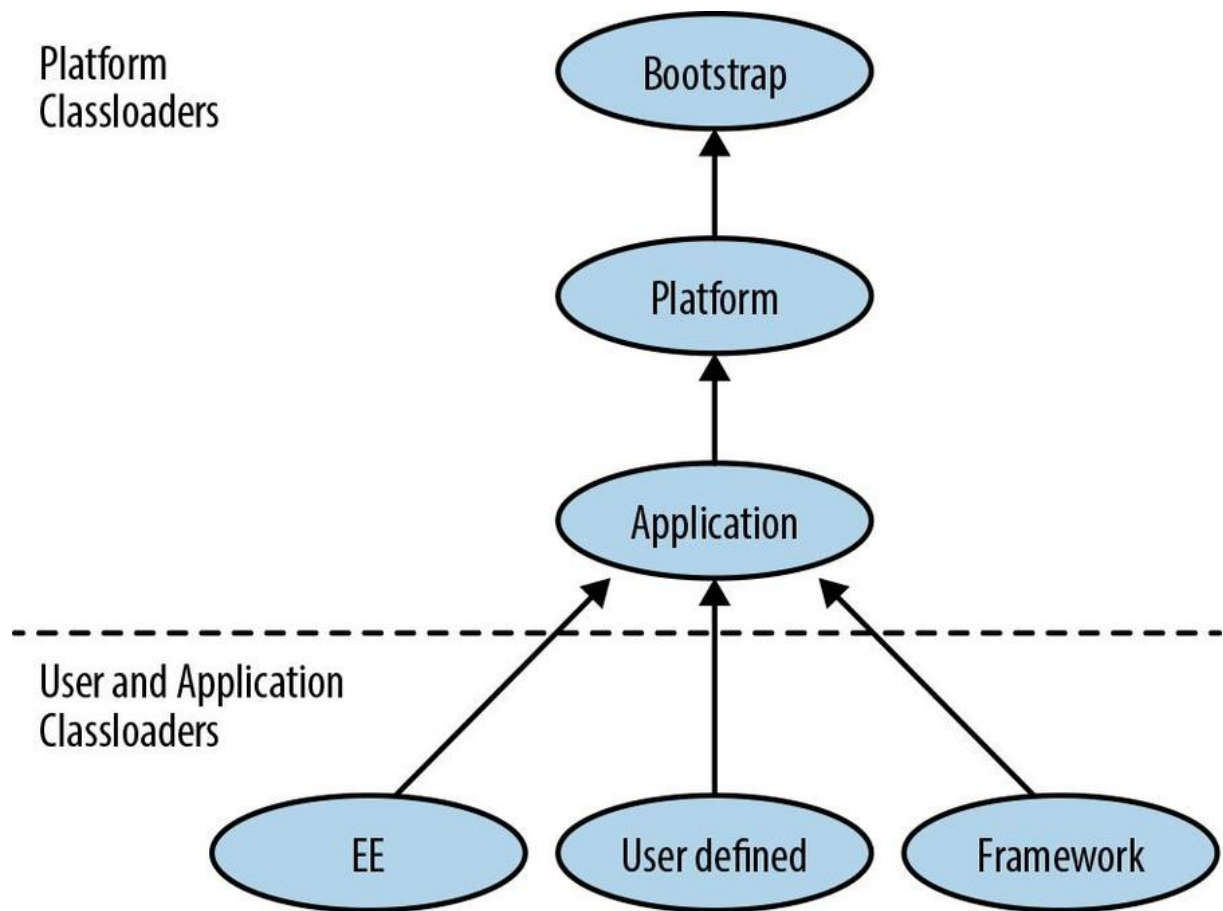 Platform
Classloaders
Bootstrap
Platform
Application
User and Application
Classloaders
EE
User defined
Framework